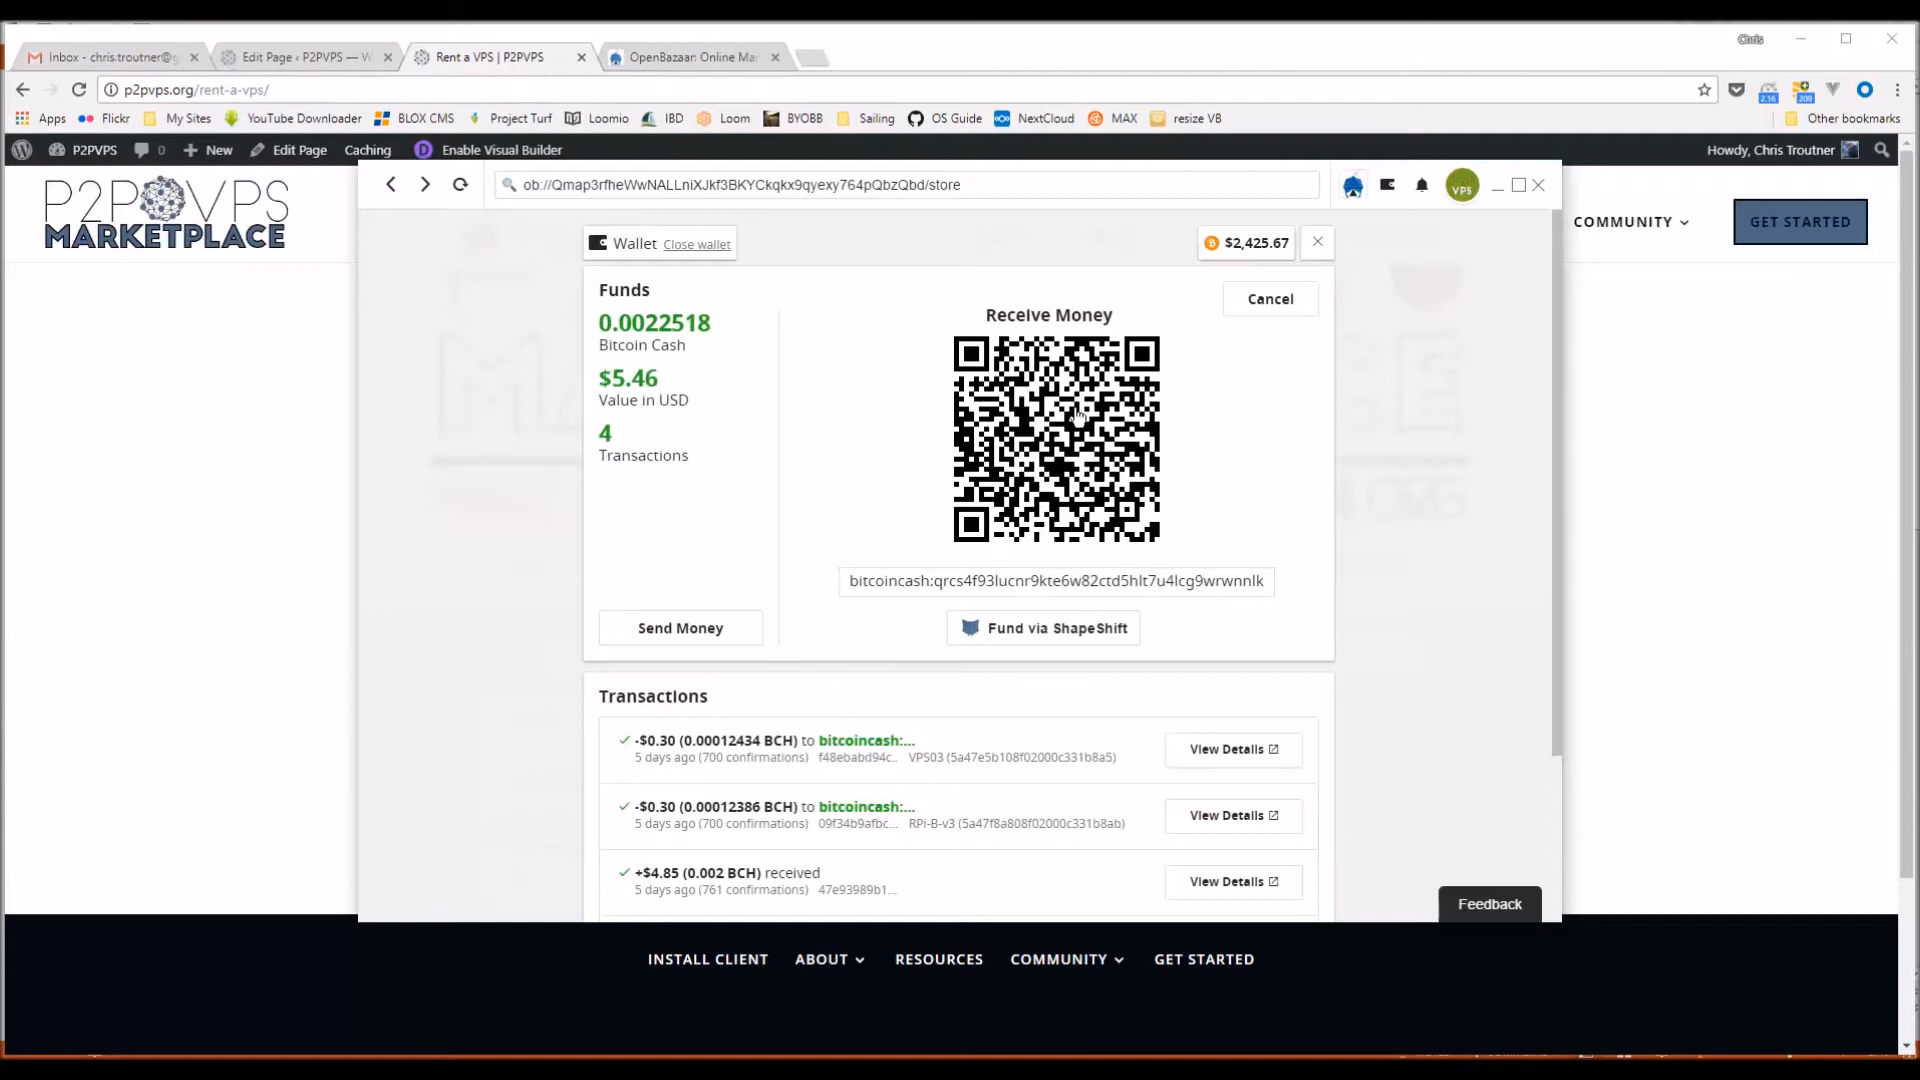 Chris
Inbox - chris.troutner@g
Edit Page ‹ P2PVPS — W
Rent a VPS | P2PVPS
OpenBazaar: Online Mar
p2pvps.org/rent-a-vps/
2.16
209
Apps
Flickr
My Sites
YouTube Downloader
BLOX CMS
Project Turf
Loomio
IBD
Loom
BYOBB
Sailing
OS Guide
NextCloud
MAX
resize VB
Other bookmarks
P2PVPS
0
New
Edit Page
Caching
Enable Visual Builder
Howdy, Chris Troutner
P2P VPS
MARKETPLACE
ob://Qmap3rfheWwNALLniXJkf3BKYCkqkx9qyexy764pQbzQbd/store
VPS
COMMUNITY
GET STARTED
Wallet Close wallet
$2,425.67
Funds
0.0022518
Bitcoin Cash
$5.46
Value in USD
4
Transactions
Send Money
Cancel
Receive Money
bitcoincash:qrcs4f93lucnr9kte6w82ctd5hlt7u4lcg9wrwnnlk
Fund via ShapeShift
Transactions
-$0.30 (0.00012434 BCH) to bitcoincash:...
5 days ago (700 confirmations) f48ebabd94c.. VPS03 (5a47e5b108f02000c331b8a5)
View Details
-$0.30 (0.00012386 BCH) to bitcoincash:...
5 days ago (700 confirmations) 09f34b9afbc... RPi-B-v3 (5a47f8a808f02000c331b8ab)
View Details
+$4.85 (0.002 BCH) received
5 days ago (761 confirmations) 47e93989b1...
View Details
Feedback
INSTALL CLIENT
ABOUT
RESOURCES
COMMUNITY
GET STARTED